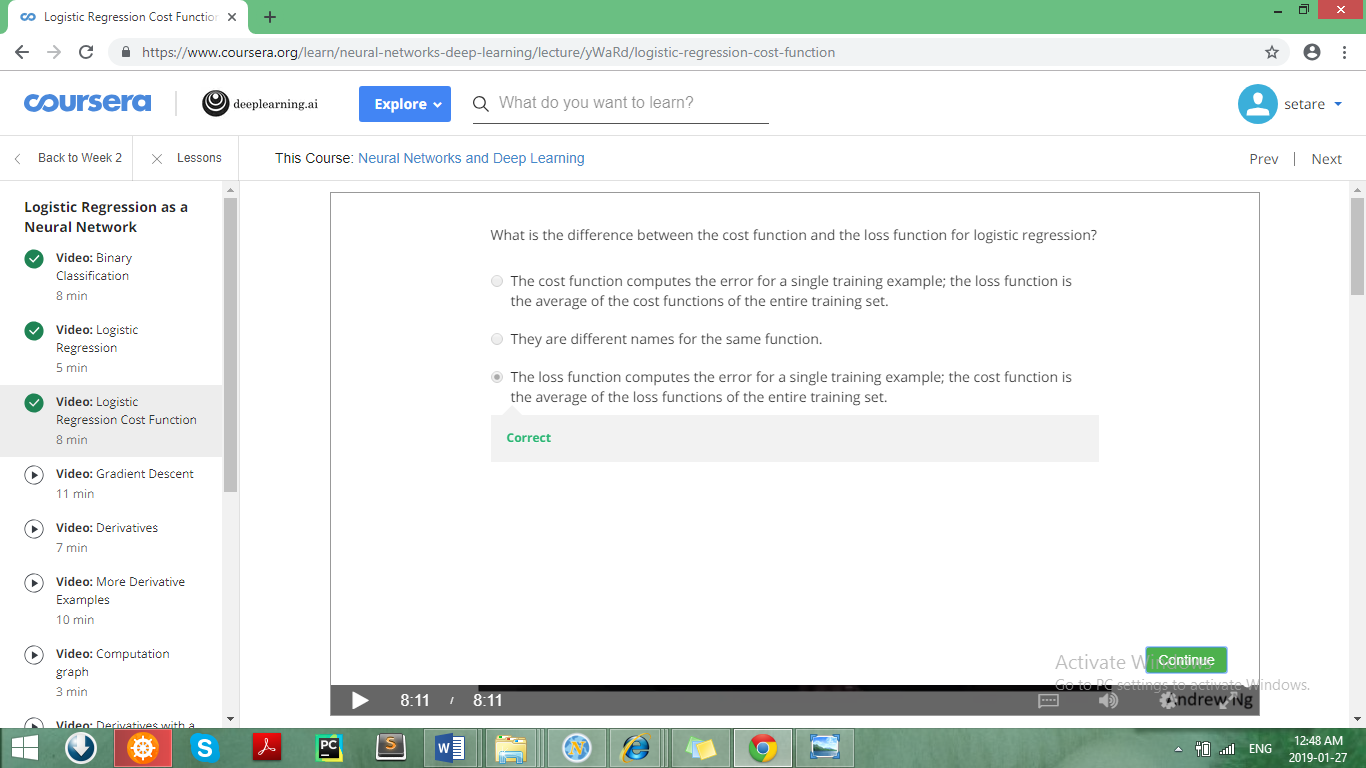 Logistic Regression Cost Function
https://www.coursera.org/learn/neural-networks-deep-learning/lecture/yWaRd/logistic-regression-cost-function
coursera
deeplearning.ai
Explore
What do you want to learn?
setare
Back to Week 2
Lessons
This Course: Neural Networks and Deep Learning
Prev | Next
Logistic Regression as a
Neural Network
Video: Binary
Classification
8 min
Video: Logistic
Regression
5 min
Video: Logistic
Regression Cost Function
8 min
Video: Gradient Descent
11 min
Video: Derivatives
7 min
Video: More Derivative
Examples
10 min
Video: Computation
graph
3 min
Video: Derivatives with a
What is the difference between the cost function and the loss function for logistic regression?
The cost function computes the error for a single training example; the loss function is
the average of the cost functions of the entire training set.
They are different names for the same function.
The loss function computes the error for a single training example; the cost function is
the average of the loss functions of the entire training set.
Correct
Continue
Activate Windows
Go to PC settings to activate Windows.
8:11 / 8:11
Andrew Ng
PC
S
W
N
ENG
12:48 AM
2019-01-27